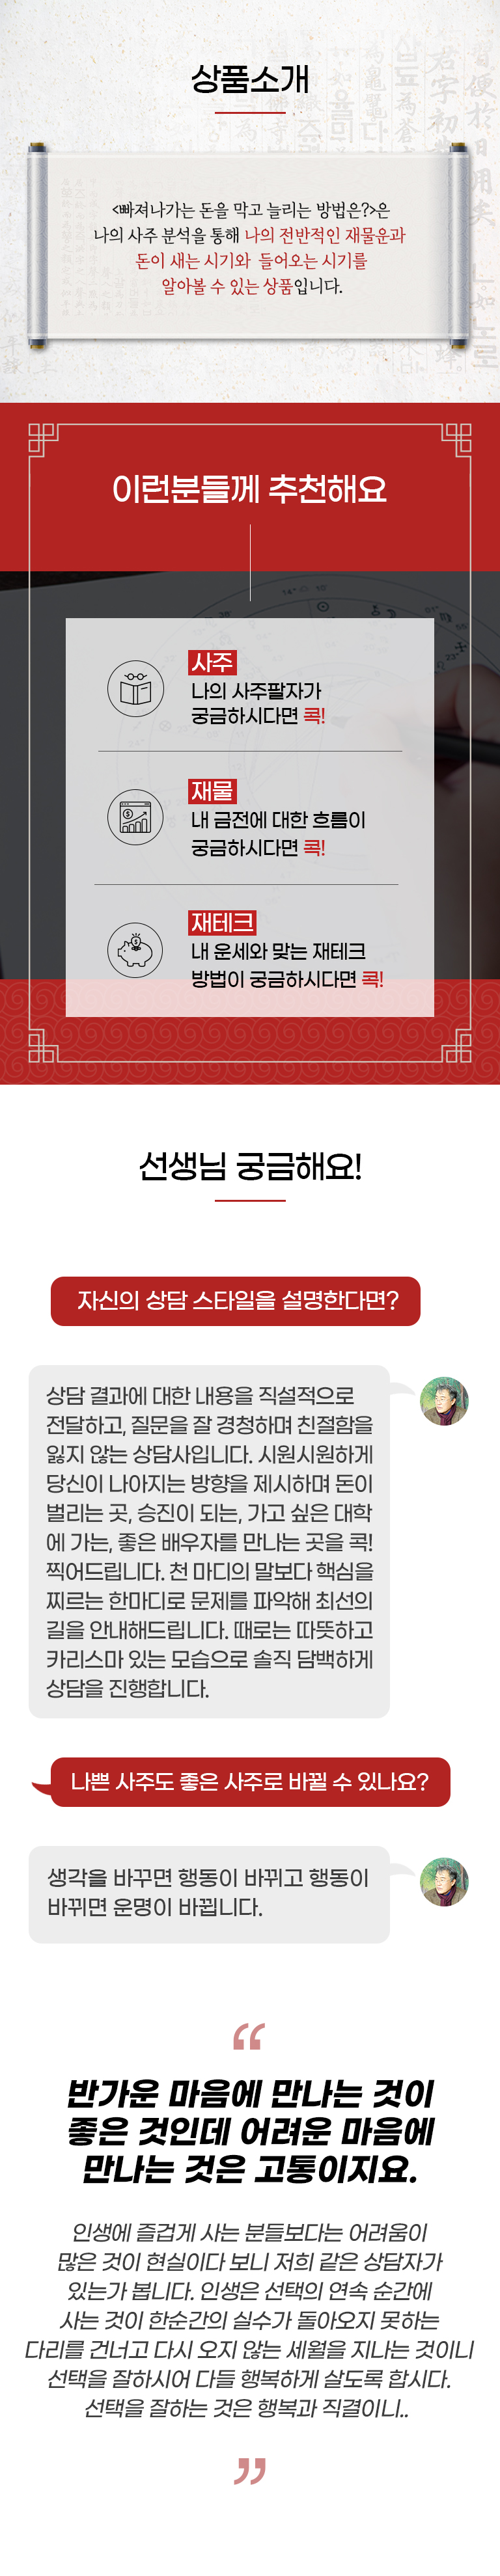 상품소개
<빠져나가는 돈을 막고 늘리는 방법은?>은
나의 사주 분석을 통해 나의 전반적인 재물운과
돈이 새는 시기와 들어오는 시기를
알아볼 수 있는 상품입니다.
이런분들께 추천해요
사주
나의 사주팔자가
궁금하시다면 콕!
재물
내 금전에 대한 흐름이
궁금하시다면 콕!
재테크
내 운세와 맞는 재테크
방법이 궁금하시다면 콕!
선생님 궁금해요!
자신의 상담 스타일을 설명한다면?
상담 결과에 대한 내용을 직설적으로
전달하고, 질문을 잘 경청하며 친절함을
잃지 않는 상담사입니다. 시원시원하게
당신이 나아지는 방향을 제시하며 돈이
벌리는 곳, 승진이 되는, 가고 싶은 대학
에 가는, 좋은 배우자를 만나는 곳을 콕!
찍어드립니다. 천 마디의 말보다 핵심을
찌르는 한마디로 문제를 파악해 최선의
길을 안내해드립니다. 때로는 따뜻하고
카리스마 있는 모습으로 솔직 담백하게
상담을 진행합니다.
나쁜 사주도 좋은 사주로 바뀔 수 있나요?
생각을 바꾸면 행동이 바뀌고 행동이
바뀌면 운명이 바뀝니다.
“
반가운 마음에 만나는 것이
좋은 것인데 어려운 마음에
만나는 것은 고통이지요.
인생에 즐겁게 사는 분들보다는 어려움이
많은 것이 현실이다 보니 저희 같은 상담자가
있는가 봅니다. 인생은 선택의 연속 순간에
사는 것이 한순간의 실수가 돌아오지 못하는
다리를 건너고 다시 오지 않는 세월을 지나는 것이니
선택을 잘하시어 다들 행복하게 살도록 합시다.
선택을 잘하는 것은 행복과 직결이니..
”